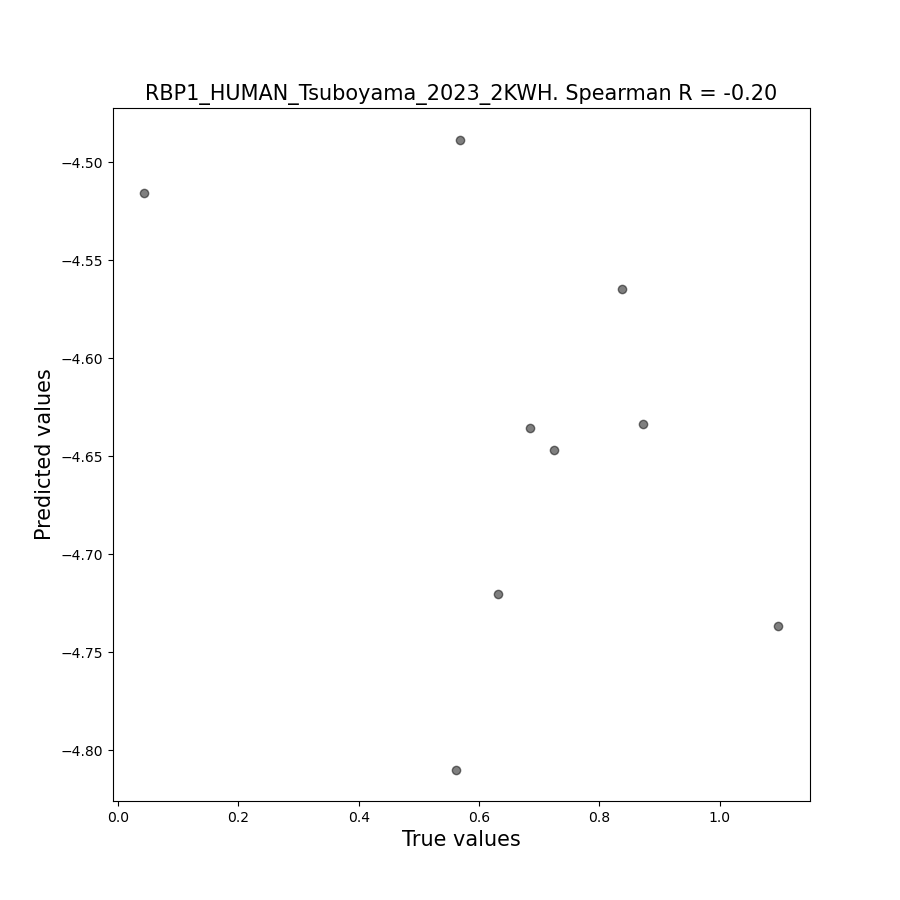 RBP1_HUMAN_Tsuboyama_2023_2KWH. Spearman R = -0.20
−4.50
−4.55
−4.60
−4.65
−4.70
−4.75
−4.80
Predicted values
0.0 0.2 0.4 0.6 0.8 1.0
True values